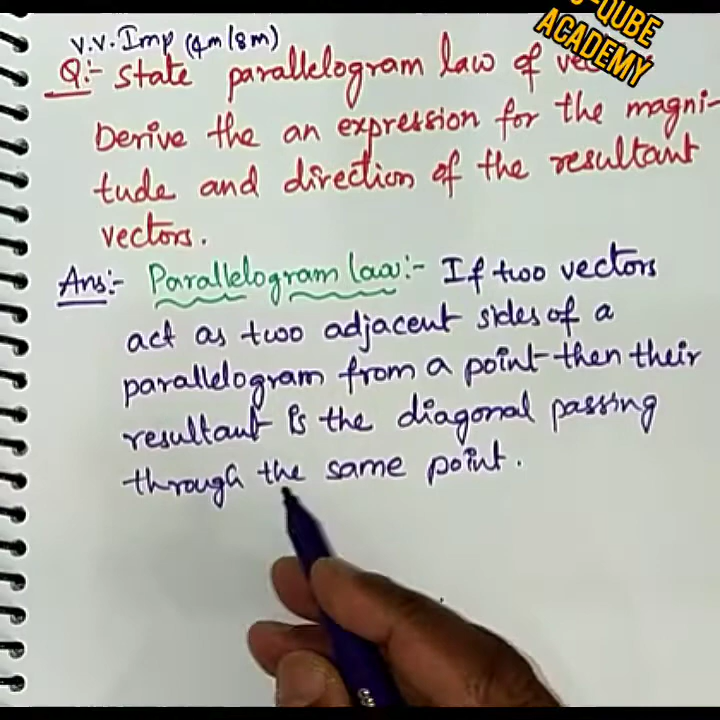 QUBE
ACADEMY
V.V. Imp (4m/8m)
Q:- State parallelogram law of
Derive the an expression for the magni-
tude and direction of the resultant
vectors.
Ans:- Parallelogram law:- If two vectors
act as two adjacent sides of a
parallelogram from a point then their
resultant is the diagonal passing
through the same point.